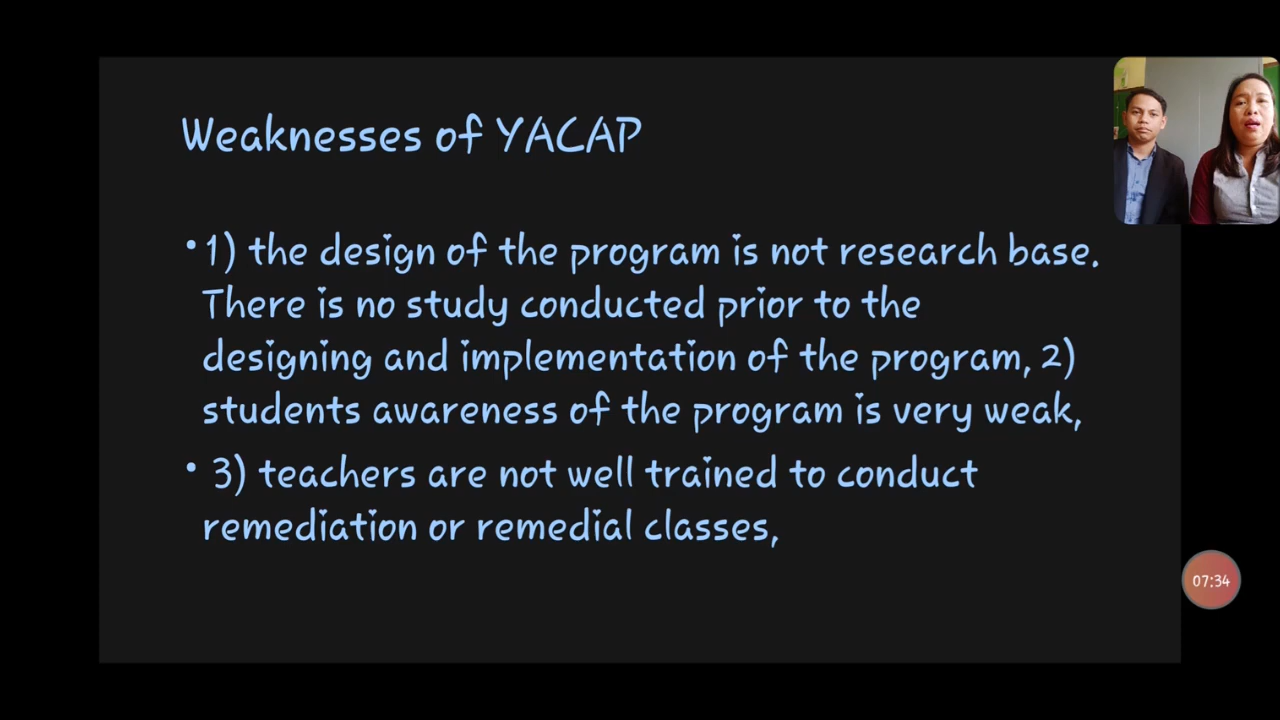 Weaknesses of YACAP
• 1) the design of the program is not research base.
There is no study conducted prior to the
designing and implementation of the program, 2)
students awareness of the program is very weak,
• 3) teachers are not well trained to conduct
remediation or remedial classes,
07:34